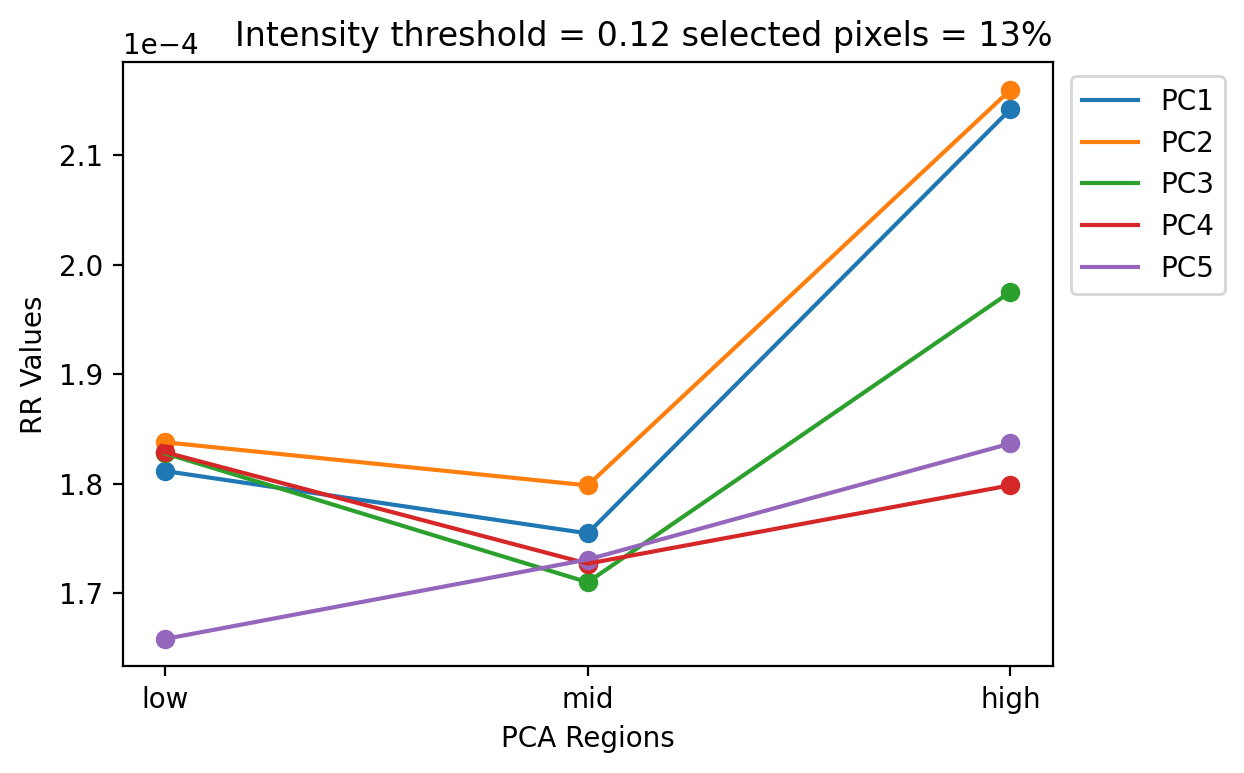 Intensity threshold = 0.12 selected pixels = 13%
1e−4
2.1
2.0
1.9
1.8
1.7
RR Values
low mid high
PCA Regions
PC1
PC2
PC3
PC4
PC5